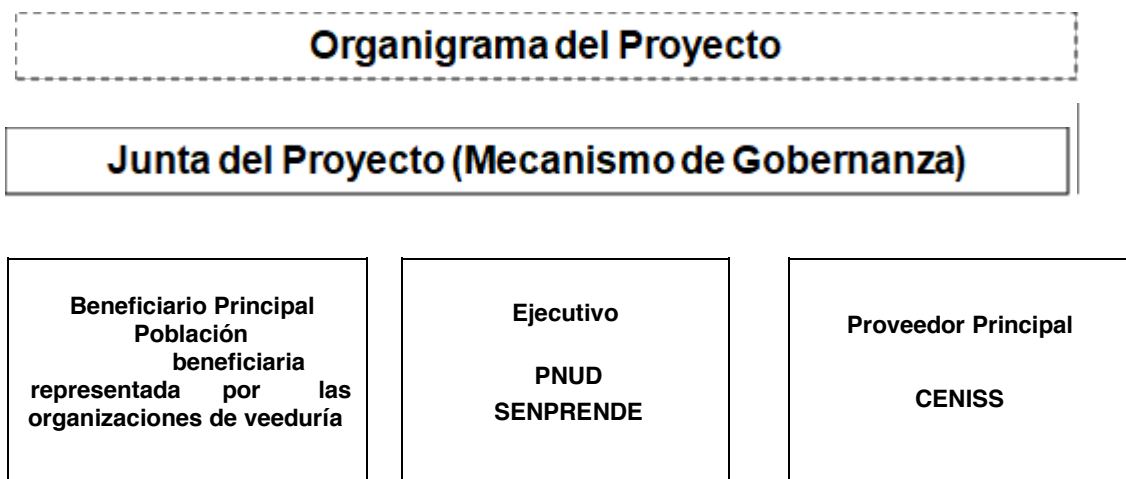 Organigrama del Proyecto
Junta del Proyecto (Mecanismo de Gobernanza)
Beneficiario Principal
Población
beneficiaria
representada por las
organizaciones de veeduría
Ejecutivo
PNUD
SENPRENDE
Proveedor Principal
CENISS